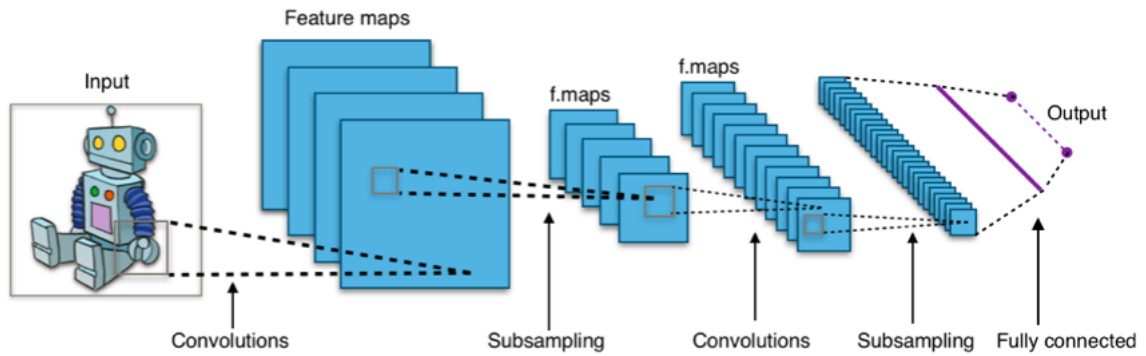 Feature maps
Input
f.maps
f.maps
Output
Convolutions
Subsampling
Convolutions
Subsampling
Fully connected